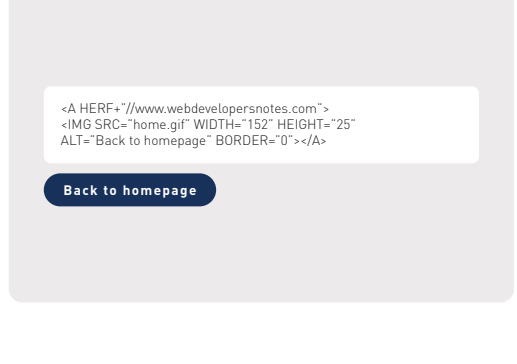 <A HERF+"//www.webdevelopersnotes.com">
<IMG SRC="home.gif" WIDTH="152" HEIGHT="25"
ALT="Back to homepage" BORDER="0"></A>
Back to homepage